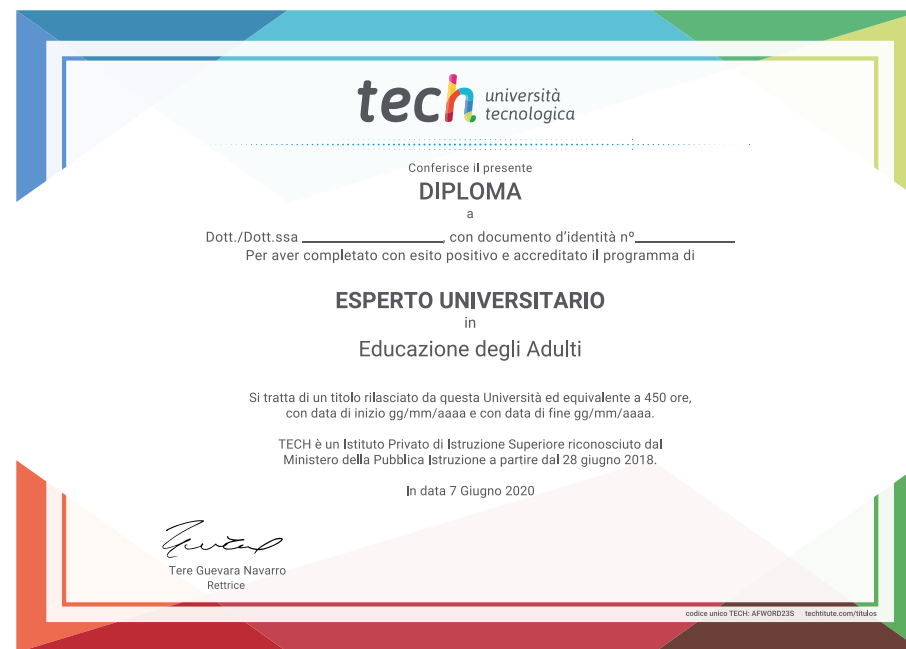 tech università
tecnologica
Conferisce il presente
DIPLOMA
a
Dott./Dott.ssa ____________________, con documento d'identità nº______________
Per aver completato con esito positivo e accreditato il programma di
ESPERTO UNIVERSITARIO
in
Educazione degli Adulti
Si tratta di un titolo rilasciato da questa Università ed equivalente a 450 ore,
con data di inizio gg/mm/aaaa e con data di fine gg/mm/aaaa.
TECH è un Istituto Privato di Istruzione Superiore riconosciuto dal
Ministero della Pubblica Istruzione a partire dal 28 giugno 2018.
In data 7 Giugno 2020
Tere Guevara Navarro
Rettrice
codice unico TECH: AFWORD23S techtitute.com/titulos